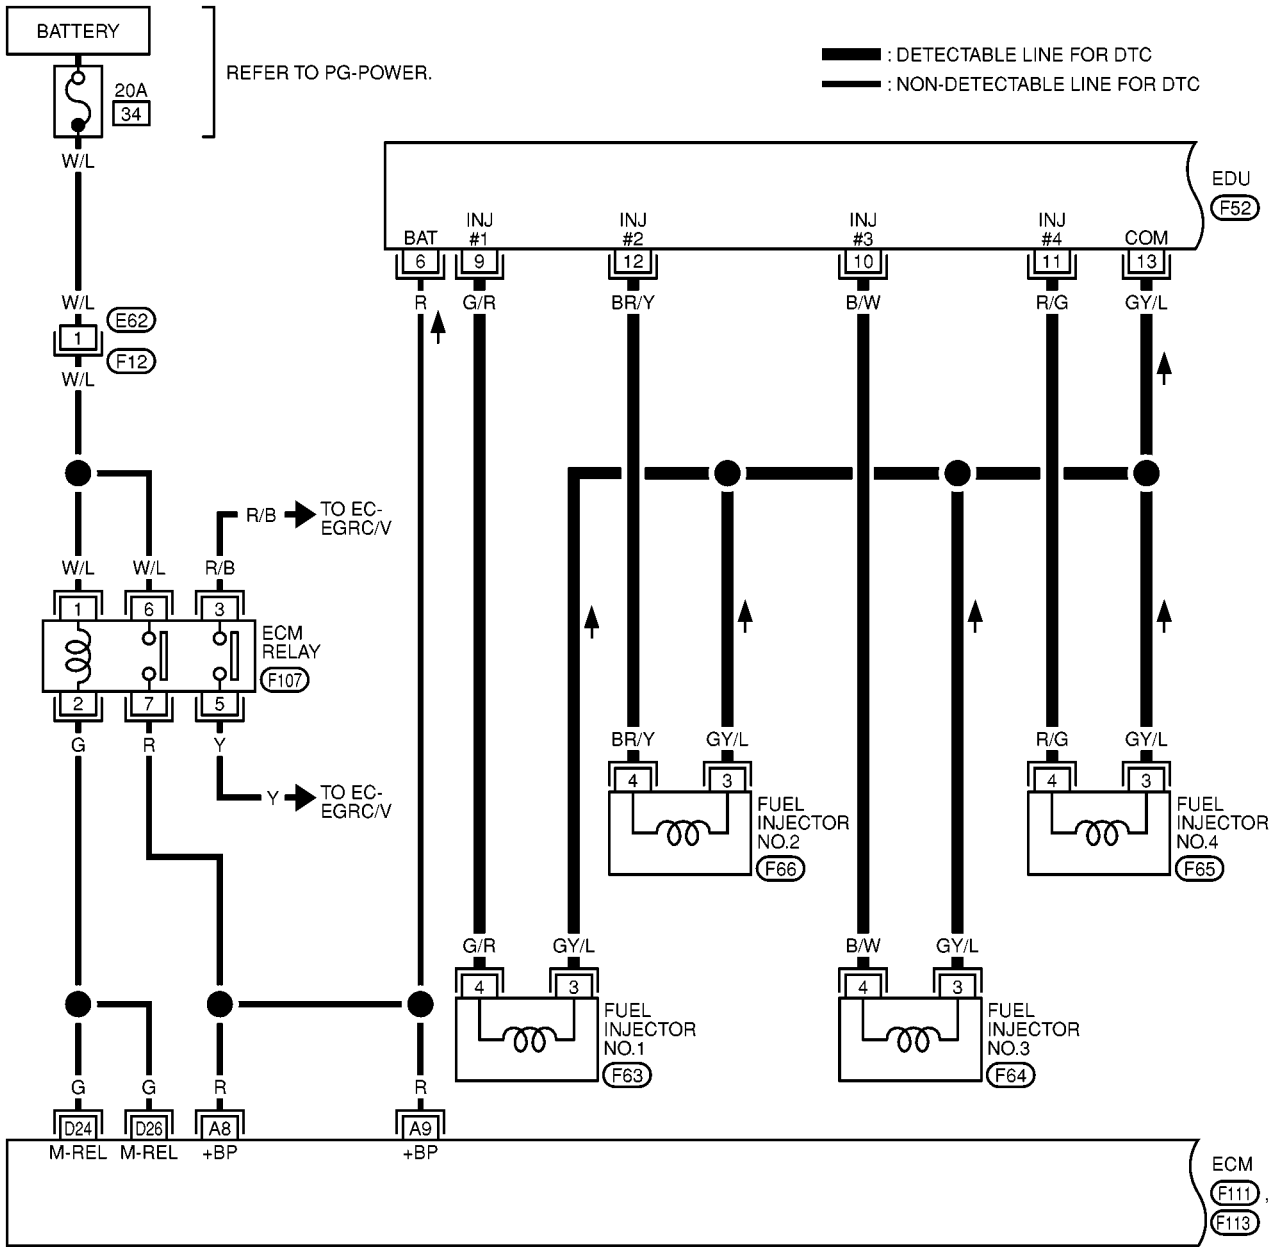 BATTERY
20A
34
REFER TO PG-POWER.
: DETECTABLE LINE FOR DTC
: NON-DETECTABLE LINE FOR DTC
W/L
EDU
F52
BAT
INJ
#1
INJ
#2
INJ
#3
INJ
#4
COM
6
9
12
10
11
13
R
G/R
BR/Y
B/W
R/G
GY/L
W/L
E62
1
F12
W/L
R/B
TO EC-
EGRC/V
W/L
W/L
R/B
1
6
3
ECM
RELAY
F107
2
7
5
G
R
Y
Y
TO EC-
EGRC/V
BR/Y
GY/L
R/G
GY/L
4
3
4
3
FUEL
INJECTOR
NO.2
F66
FUEL
INJECTOR
NO.4
F65
G/R
GY/L
B/W
GY/L
4
3
4
3
FUEL
INJECTOR
NO.1
F63
FUEL
INJECTOR
NO.3
F64
G
G
R
R
D24
D26
A8
A9
M-REL
M-REL
+BP
+BP
ECM
F111 ,
F113